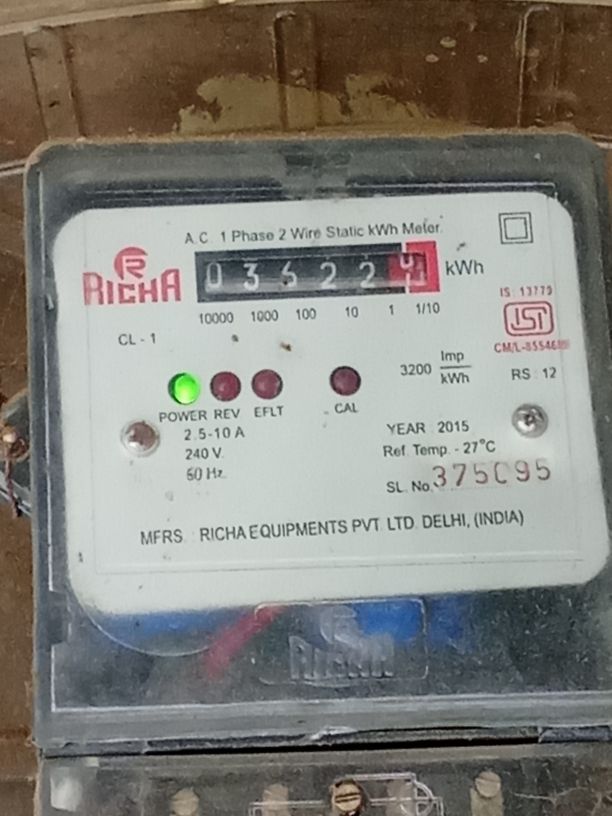 A.C. 1 Phase 2 Wire Static kWh Meter.
RICHA
03622
kWh
10000 1000 100 10 1 1/10
IS: 13779
ISI
CL - 1
3200 Imp/kWh
RS : 12
POWER REV EFLT CAL
2.5-10 A
240 V.
50 Hz.
YEAR 2015
Ref. Temp. - 27°C
SL. No. 375095
MFRS. : RICHA EQUIPMENTS PVT. LTD. DELHI, (INDIA)
RICHA